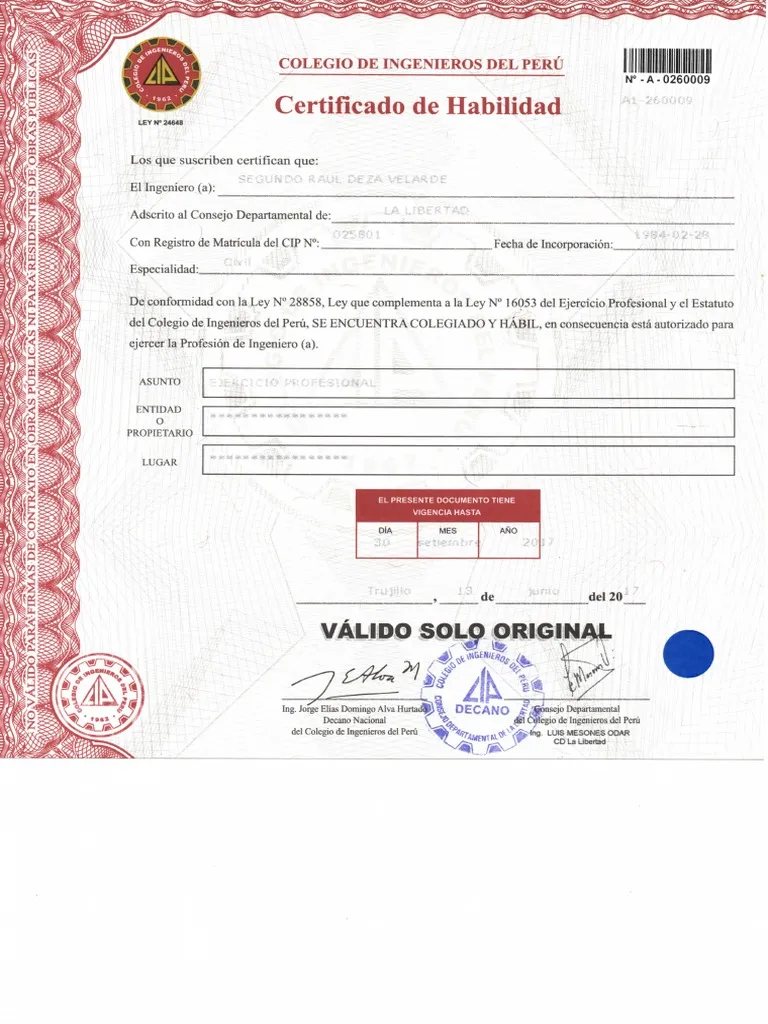 COLEGIO DE INGENIEROS DEL PERÚ
· 1962 ·
LEY Nº 24648
COLEGIO DE INGENIEROS DEL PERÚ
Certificado de Habilidad
Nº - A - 0260009
A1-260009
Los que suscriben certifican que:
El Ingeniero (a): SEGUNDO RAUL DEZA VELARDE
Adscrito al Consejo Departamental de: LA LIBERTAD
Con Registro de Matrícula del CIP Nº: 025801 Fecha de Incorporación: 1984-02-28
Especialidad: CIVIL
De conformidad con la Ley Nº 28858, Ley que complementa a la Ley Nº 16053 del Ejercicio Profesional y el Estatuto
del Colegio de Ingenieros del Perú, SE ENCUENTRA COLEGIADO Y HÁBIL, en consecuencia está autorizado para
ejercer la Profesión de Ingeniero (a).
ASUNTO EJERCICIO PROFESIONAL
ENTIDAD
O
PROPIETARIO
LUGAR
EL PRESENTE DOCUMENTO TIENE
VIGENCIA HASTA
DÍA MES AÑO
30 setiembre 2017
Trujillo, 13 de junio del 2017
VÁLIDO SOLO ORIGINAL
Ing. Jorge Elías Domingo Alva Hurtado
Decano Nacional
del Colegio de Ingenieros del Perú
COLEGIO DE INGENIEROS DEL PERU
DECANO
CONSEJO DEPARTAMENTAL DE LA LIBERTAD
Consejo Departamental
del Colegio de Ingenieros del Perú
Ing. LUIS MESONES ODAR
CD La Libertad
NO VÁLIDO PARA FIRMAS DE CONTRATO EN OBRAS PÚBLICAS NI PARA RESIDENTES DE OBRAS PÚBLICAS
COLEGIO DE INGENIEROS DEL PERU